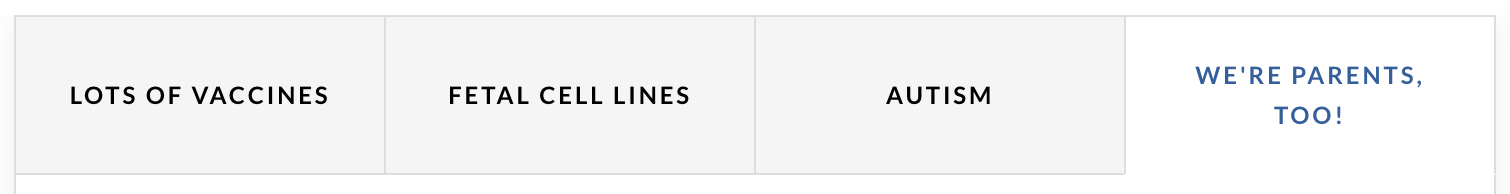 LOTS OF VACCINES
FETAL CELL LINES
AUTISM
WE'RE PARENTS,
TOO!